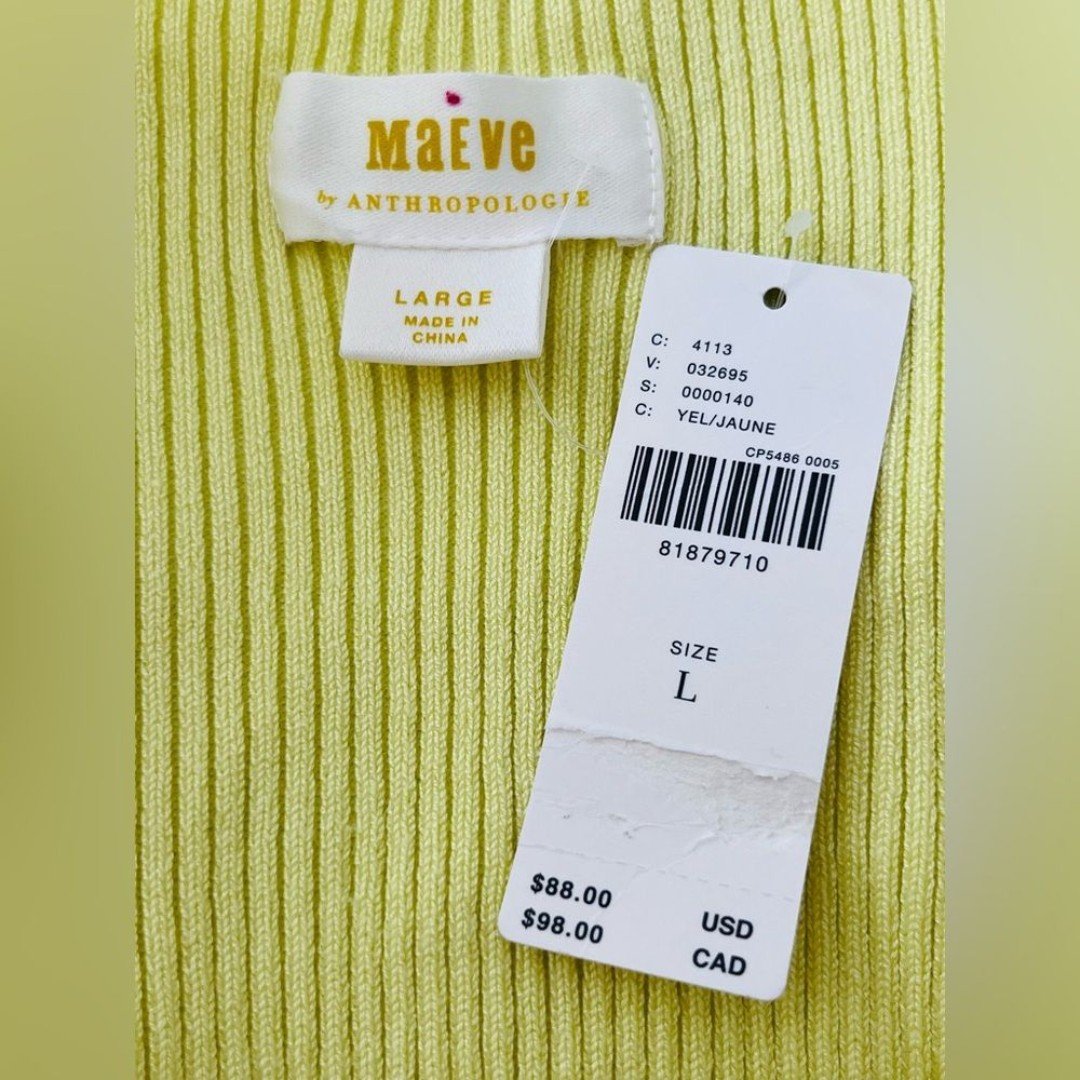 MaEve
by ANTHROPOLOGIE
LARGE
MADE IN
CHINA
C: 4113
V: 032695
S: 0000140
C: YEL/JAUNE
CP5486 0005
81879710
SIZE
L
$88.00 USD
$98.00 CAD